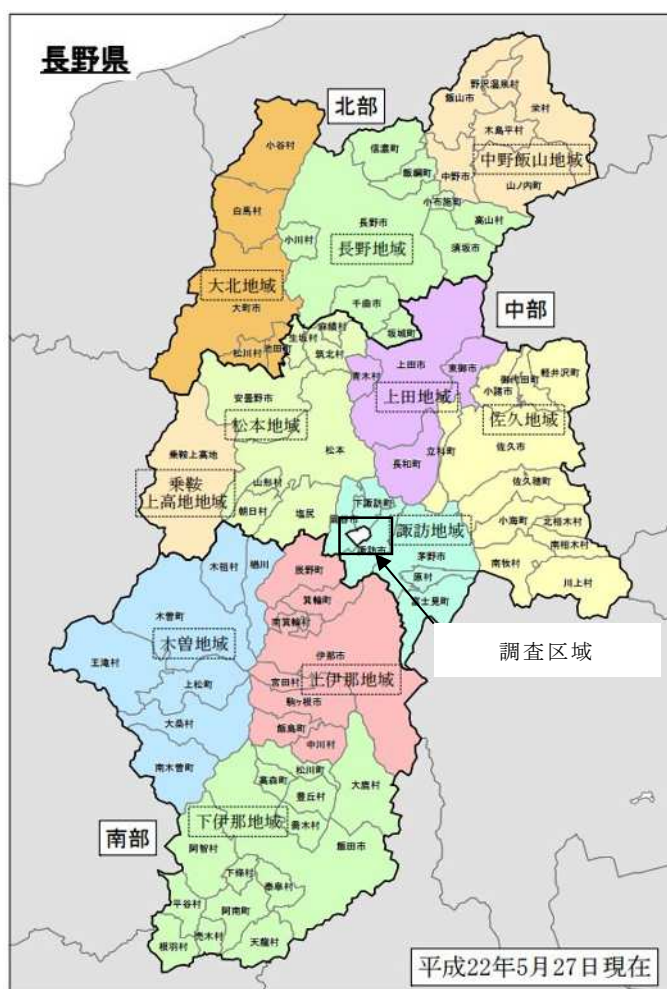 長野県
北部
野沢温泉村
飯山市
栄村
小谷村
信濃町
木島平村
中野飯山地域
飯綱町
中野市
山ノ内町
白馬村
小布施町
長野市
高山村
小川村
長野地域
須坂市
大北地域
千曲市
大町市
中部
坂城町
麻績村
生坂村
池田町
松川村
筑北村
上田市
東御市
軽井沢町
青木村
御代田町
小諸市
安曇野市
上田地域
佐久地域
松本地域
乗鞍上高地
松本
立科町
佐久市
長和町
乗鞍
上高地地域
山形村
佐久穂町
下諏訪町
朝日村
塩尻
諏訪地域
小海町
北相木村
諏訪市
茅野市
南相木村
木祖村
楢川
辰野町
原村
南牧村
川上村
富士見町
箕輪町
木曽町
南箕輪村
調査区域
木曽地域
伊那市
王滝村
上松町
宮田村
上伊那地域
駒ヶ根市
大桑村
飯島町
中川村
南木曽町
松川町
高森町
大鹿村
豊丘村
下伊那地域
喬木村
南部
飯田市
阿智村
下條村
泰阜村
平谷村
阿南町
売木村
天龍村
根羽村
平成22年5月27日現在